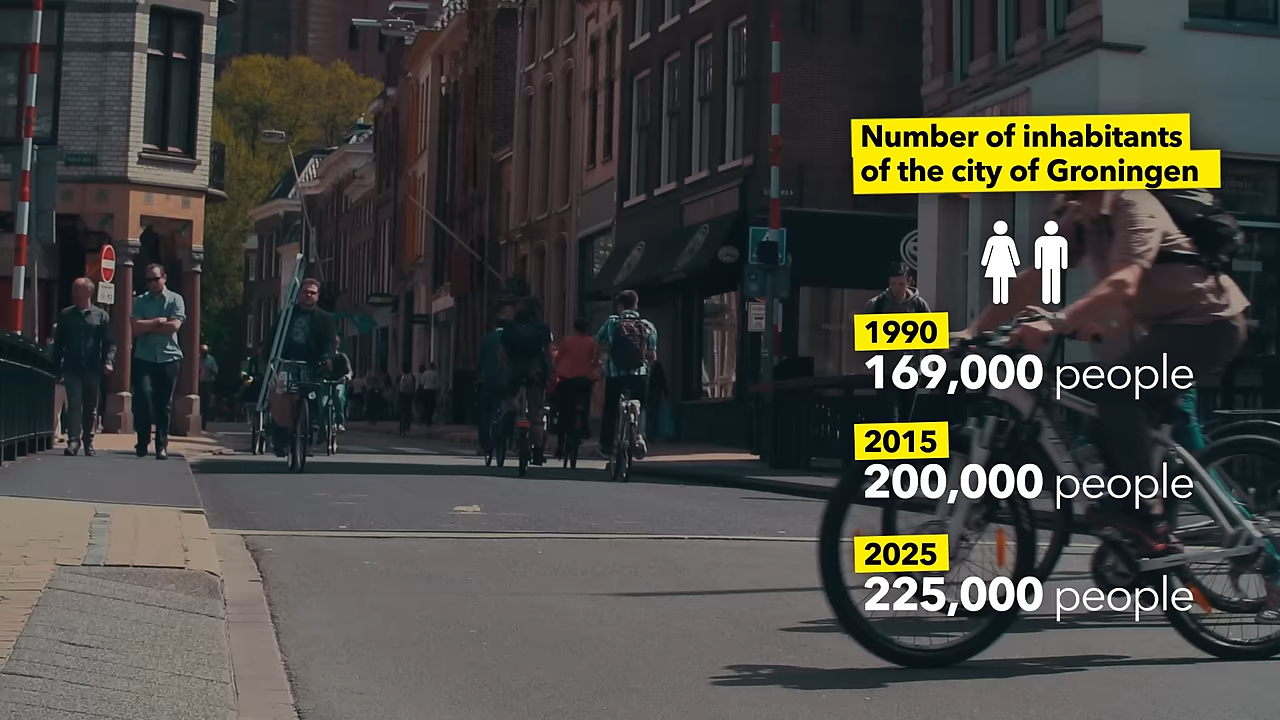 Number of inhabitants
of the city of Groningen
1990
169,000 people
2015
200,000 people
2025
225,000 people